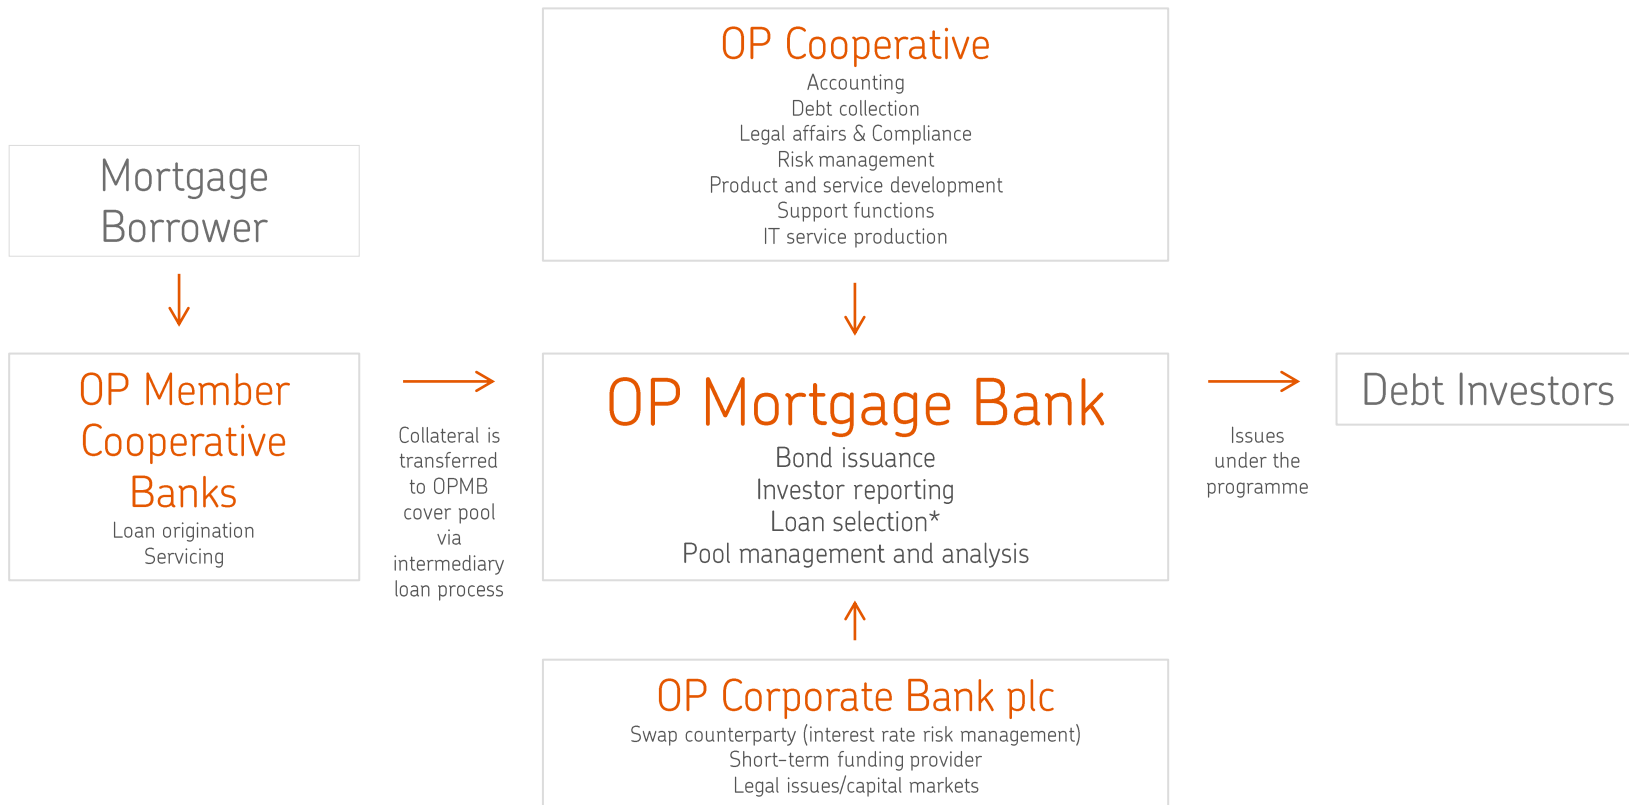 OP Cooperative
Accounting
Debt collection
Legal affairs & Compliance
Risk management
Product and service development
Support functions
IT service production
Mortgage
Borrower
OP Member
Cooperative
Banks
Loan origination
Servicing
Collateral is
transferred
to OPMB
cover pool
via
intermediary
loan process
OP Mortgage Bank
Bond issuance
Investor reporting
Loan selection*
Pool management and analysis
Issues
under the
programme
Debt Investors
OP Corporate Bank plc
Swap counterparty (interest rate risk management)
Short-term funding provider
Legal issues/capital markets